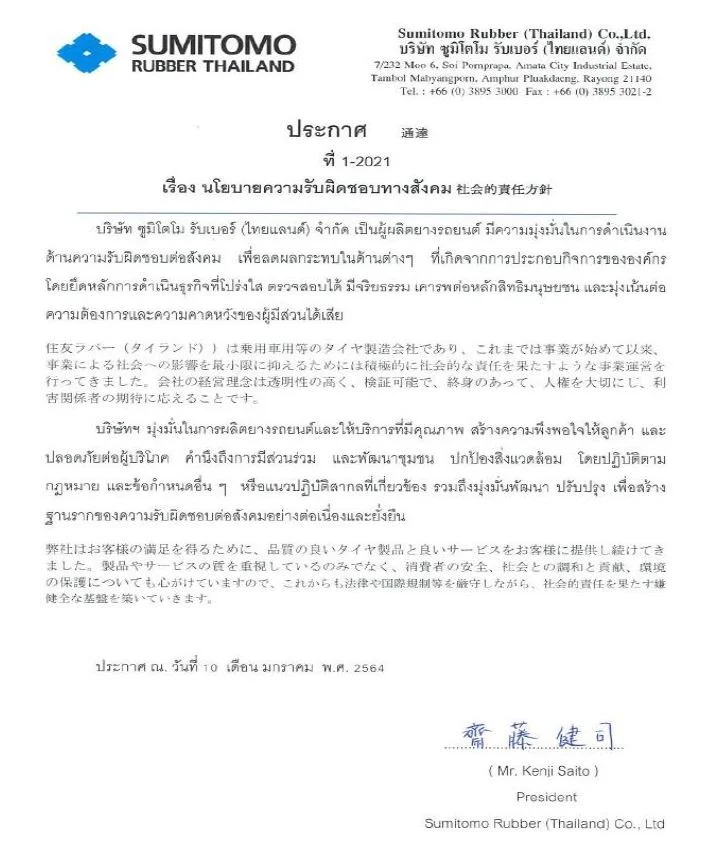 SUMITOMO
RUBBER THAILAND
Sumitomo Rubber (Thailand) Co.,Ltd.
บริษัท ซูมิโตโม รับเบอร์ (ไทยแลนด์) จำกัด
7/232 Moo 6, Soi Pornprapa, Amata City Industrial Estate,
Tambol Mabyangporn, Amphur Pluakdaeng, Rayong 21140
Tel. : +66 (0) 3895 3000 Fax : +66 (0) 3895 3021-2
ประกาศ 通達
ที่ 1-2021
เรื่อง นโยบายความรับผิดชอบทางสังคม 社会的責任方針
บริษัท ซูมิโตโม รับเบอร์ (ไทยแลนด์) จำกัด เป็นผู้ผลิตยางรถยนต์ มีความมุ่งมั่นในการดำเนินงาน
ด้านความรับผิดชอบต่อสังคม เพื่อลดผลกระทบในด้านต่างๆ ที่เกิดจากการประกอบกิจการขององค์กร
โดยยึดหลักการดำเนินธุรกิจที่โปร่งใส ตรวจสอบได้ มีจริยธรรม เคารพต่อหลักสิทธิมนุษยชน และมุ่งเน้นต่อ
ความต้องการและความคาดหวังของผู้มีส่วนได้เสีย
住友ラバー（タイランド））は乗用車用等のタイヤ製造会社であり、これまでは事業が始めて以来、
事業による社会への影響を最小限に抑えるためには積極的に社会的な責任を果たすような事業運営を
行ってきました。会社の経営理念は透明性の高く、検証可能で、終身のあって、人権を大切にし、利
害関係者の期待に応えることです。
บริษัทฯ มุ่งมั่นในการผลิตยางรถยนต์และให้บริการที่มีคุณภาพ สร้างความพึงพอใจให้ลูกค้า และ
ปลอดภัยต่อผู้บริโภค คำนึงถึงการมีส่วนร่วม และพัฒนาชุมชน ปกป้องสิ่งแวดล้อม โดยปฏิบัติตาม
กฎหมาย และข้อกำหนดอื่น ๆ หรือแนวปฏิบัติสากลที่เกี่ยวข้อง รวมถึงมุ่งมั่นพัฒนา ปรับปรุง เพื่อสร้าง
ฐานรากของความรับผิดชอบต่อสังคมอย่างต่อเนื่องและยั่งยืน
弊社はお客様の満足を得るために、品質の良いタイヤ製品と良いサービスをお客様に提供し続けてき
ました。製品やサービスの質を重視しているのみでなく、消費者の安全、社会との調和と貢献、環境
の保護についても心がけていますので、これからも法律や国際規制等を厳守しながら、社会的責任を果たす嫌
健全な基盤を築いていきます。
ประกาศ ณ. วันที่ 10 เดือน มกราคม พ.ศ. 2564
齋藤健司
( Mr. Kenji Saito )
President
Sumitomo Rubber (Thailand) Co., Ltd